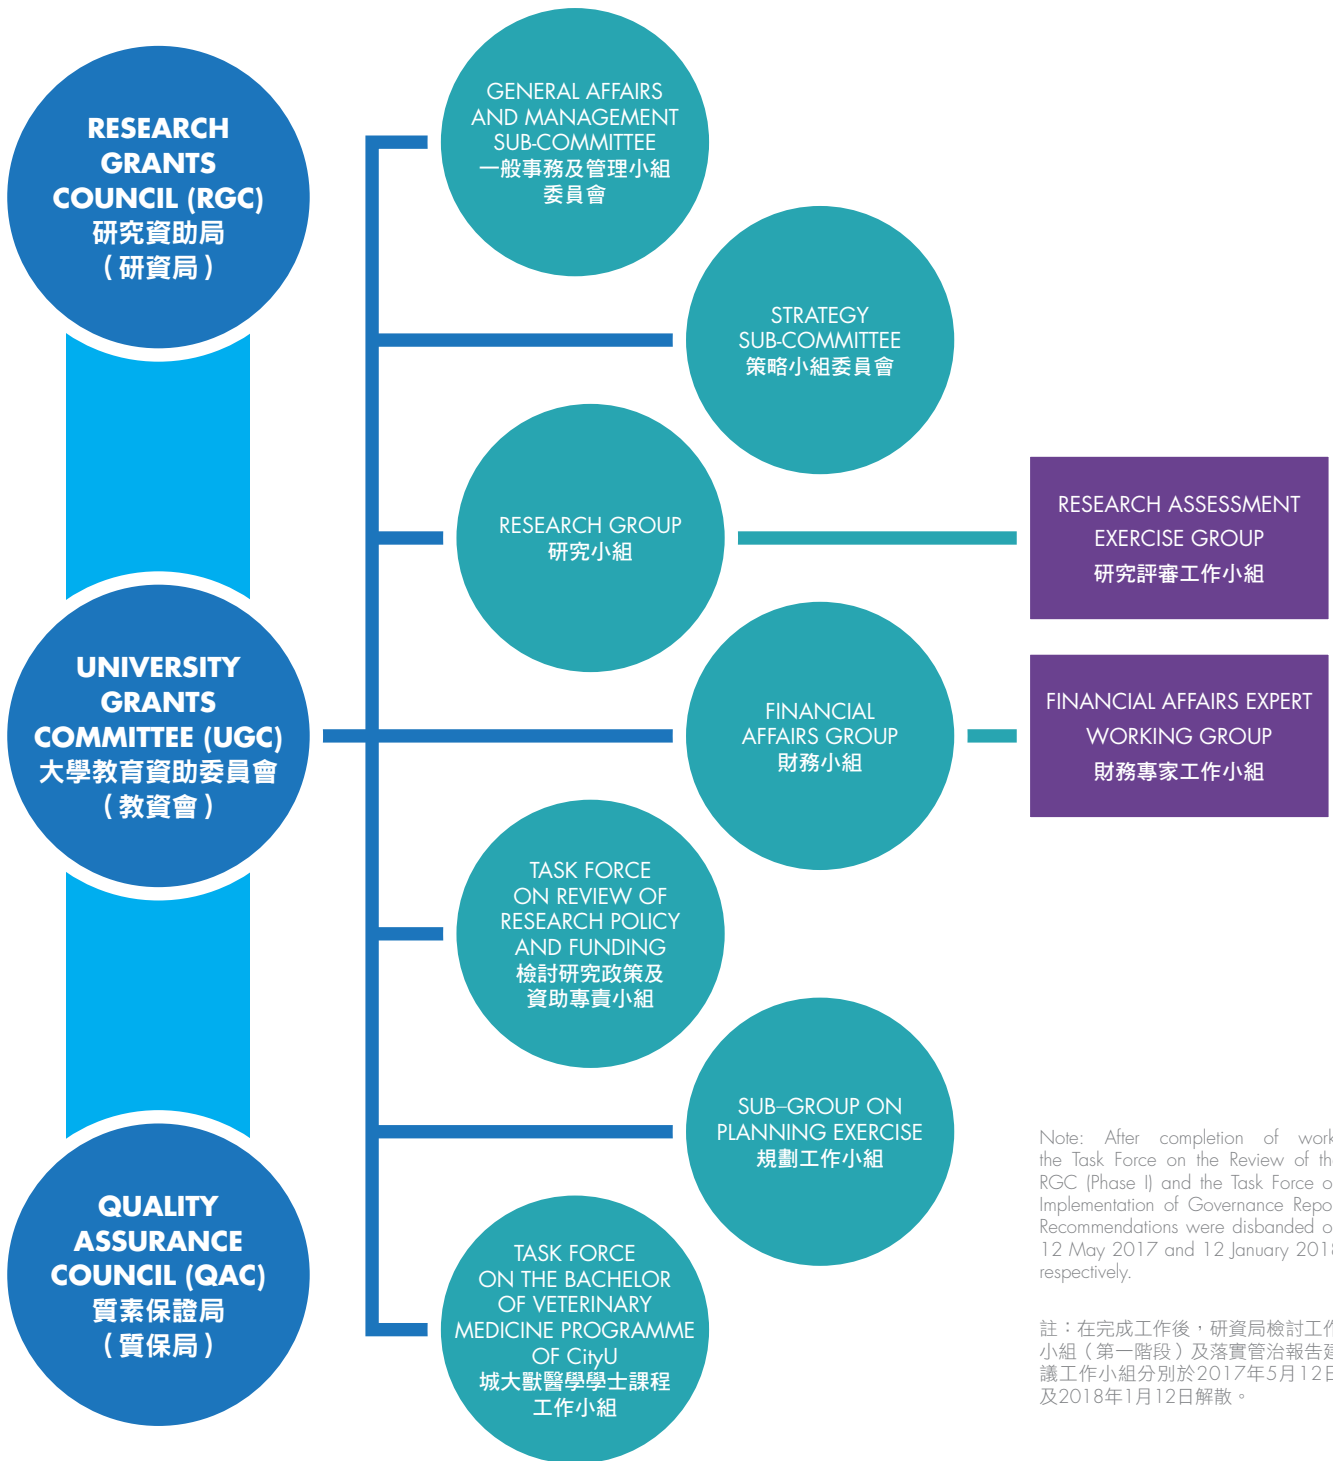 RESEARCH
GRANTS
COUNCIL (RGC)
研究資助局
（研資局）
UNIVERSITY
GRANTS
COMMITTEE (UGC)
大學教育資助委員會
（教資會）
QUALITY
ASSURANCE
COUNCIL (QAC)
質素保證局
（質保局）
GENERAL AFFAIRS
AND MANAGEMENT
SUB-COMMITTEE
一般事務及管理小組
委員會
STRATEGY
SUB-COMMITTEE
策略小組委員會
RESEARCH GROUP
研究小組
RESEARCH ASSESSMENT
EXERCISE GROUP
研究評審工作小組
FINANCIAL
AFFAIRS GROUP
財務小組
FINANCIAL AFFAIRS EXPERT
WORKING GROUP
財務專家工作小組
TASK FORCE
ON REVIEW OF
RESEARCH POLICY
AND FUNDING
檢討研究政策及
資助專責小組
SUB–GROUP ON
PLANNING EXERCISE
規劃工作小組
TASK FORCE
ON THE BACHELOR
OF VETERINARY
MEDICINE PROGRAMME
OF CityU
城大獸醫學學士課程
工作小組
Note: After completion of work
the Task Force on the Review of
RGC (Phase I) and the Task Force
Implementation of Governance
Recommendations were disbanded
12 May 2017 and 12 January 2018
respectively.
註：在完成工作後，研資局檢討工作
小組（第一階段）及落實管治報告建
議工作小組分別於2017年5月12日
及2018年1月12日解散。